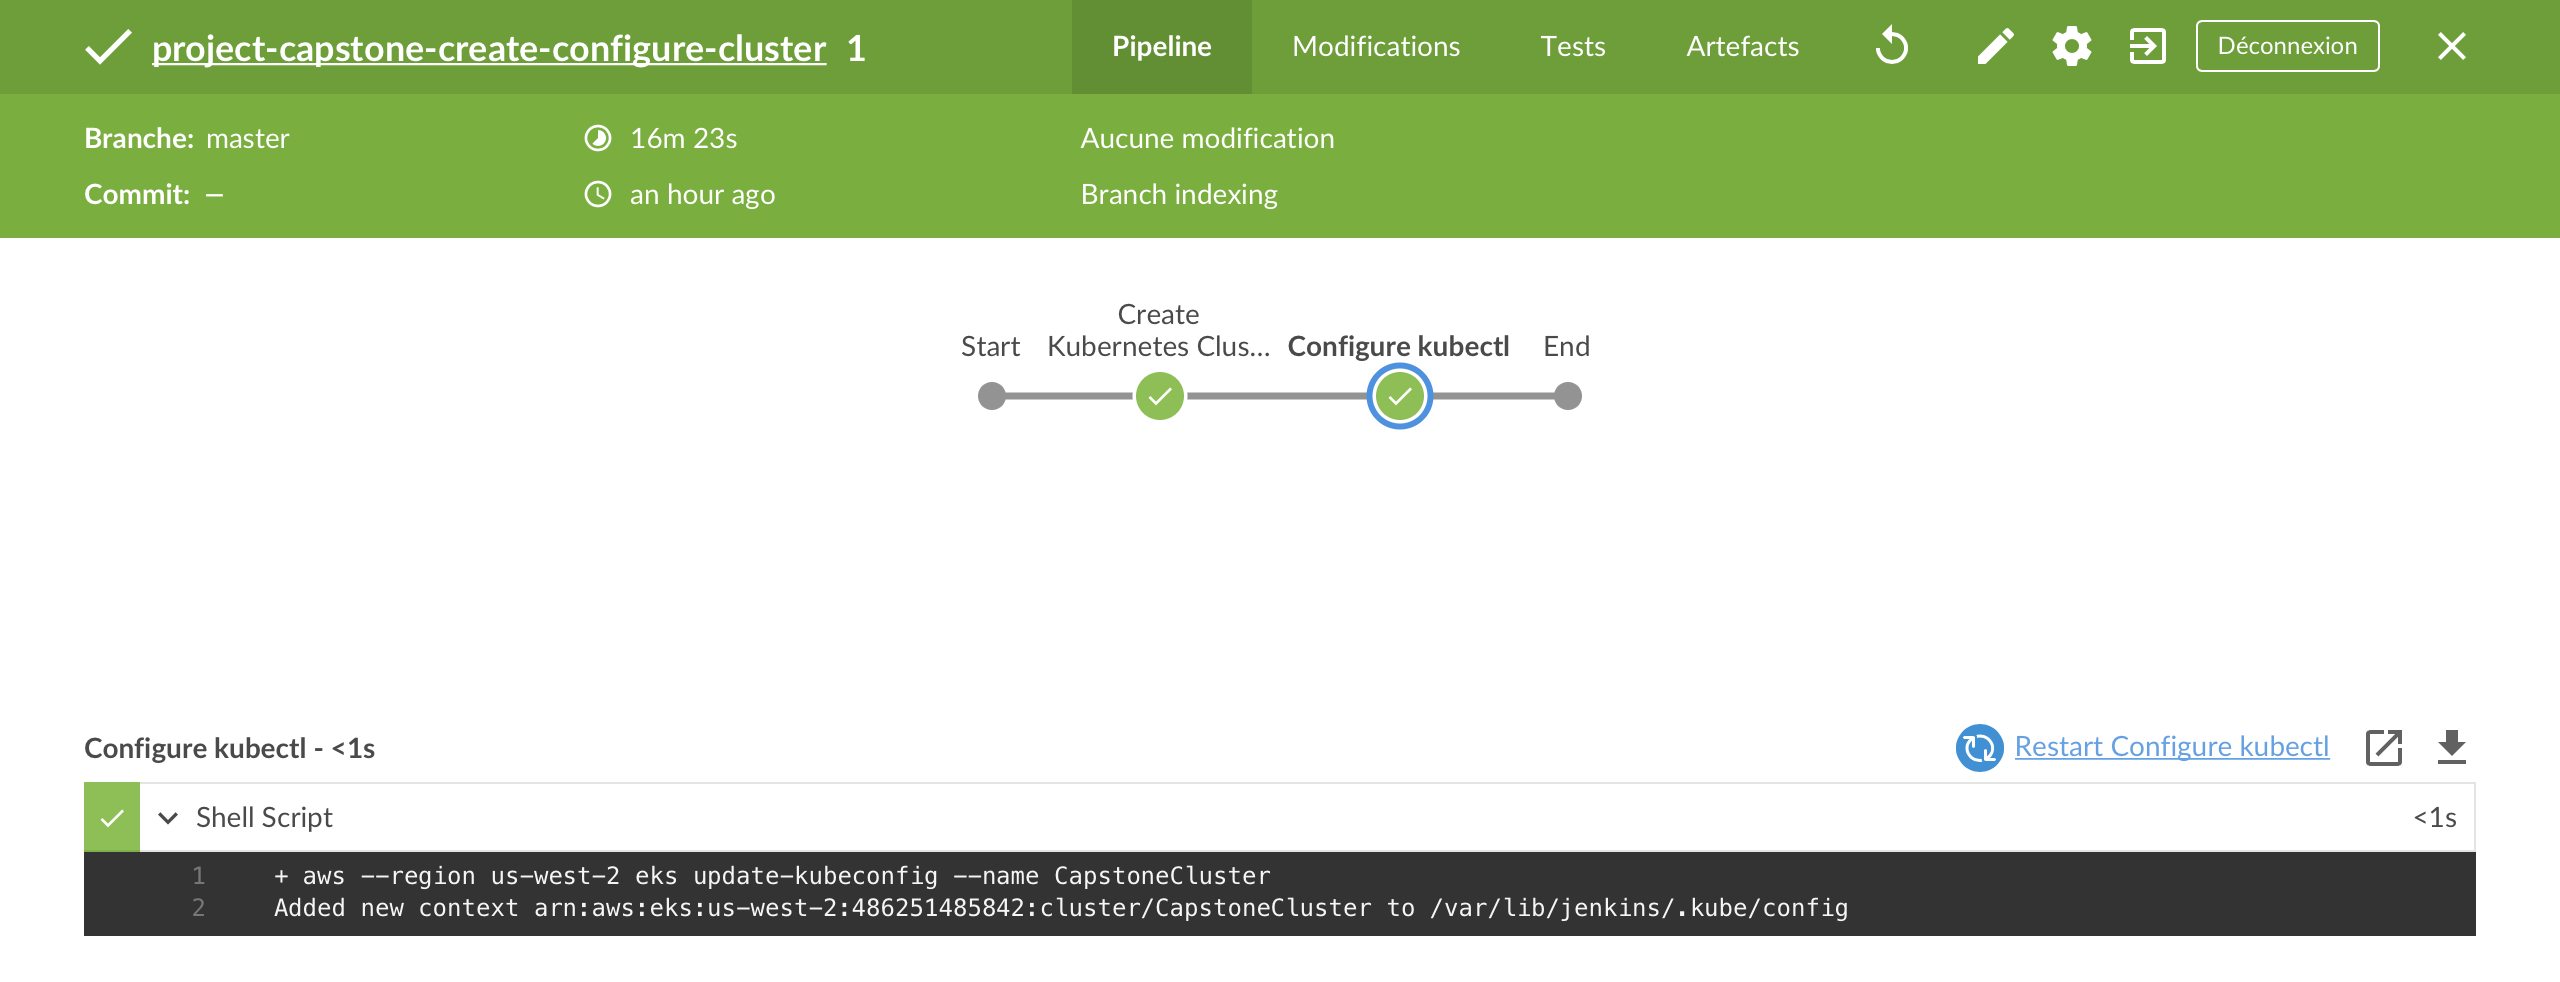 project-capstone-create-configure-cluster 1
Pipeline Modifications Tests Artefacts Déconnexion
Branche: master 16m 23s Aucune modification
Commit: – an hour ago Branch indexing
Create
Start Kubernetes Clus... Configure kubectl End
Configure kubectl - <1s Restart Configure kubectl
Shell Script <1s
1 + aws --region us-west-2 eks update-kubeconfig --name CapstoneCluster
2 Added new context arn:aws:eks:us-west-2:486251485842:cluster/CapstoneCluster to /var/lib/jenkins/.kube/config